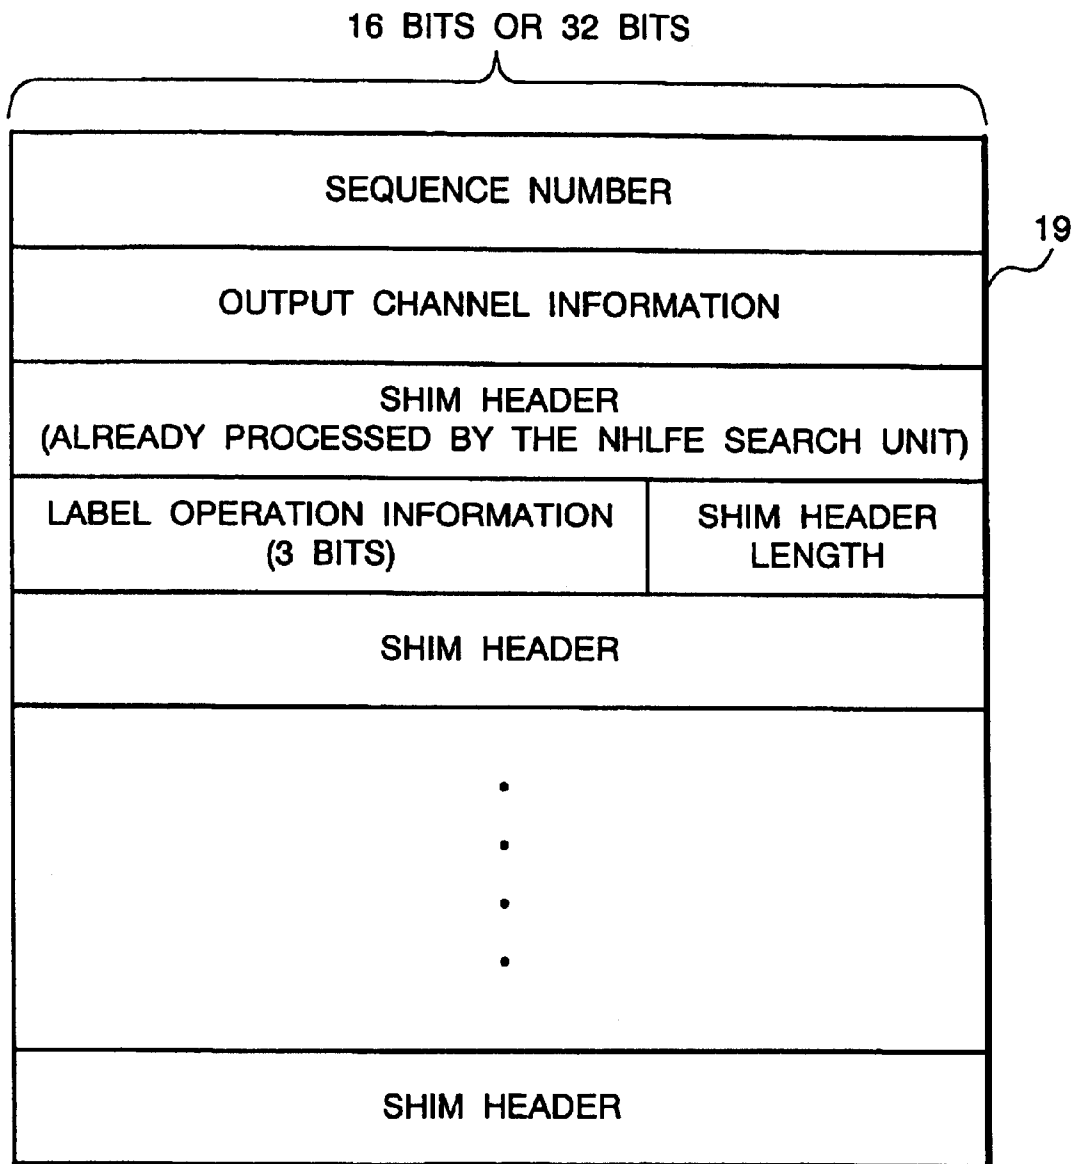 16 BITS OR 32 BITS
SEQUENCE NUMBER
19
OUTPUT CHANNEL INFORMATION
SHIM HEADER
(ALREADY PROCESSED BY THE NHLFE SEARCH UNIT)
LABEL OPERATION INFORMATION
(3 BITS)
SHIM HEADER
LENGTH
SHIM HEADER
SHIM HEADER